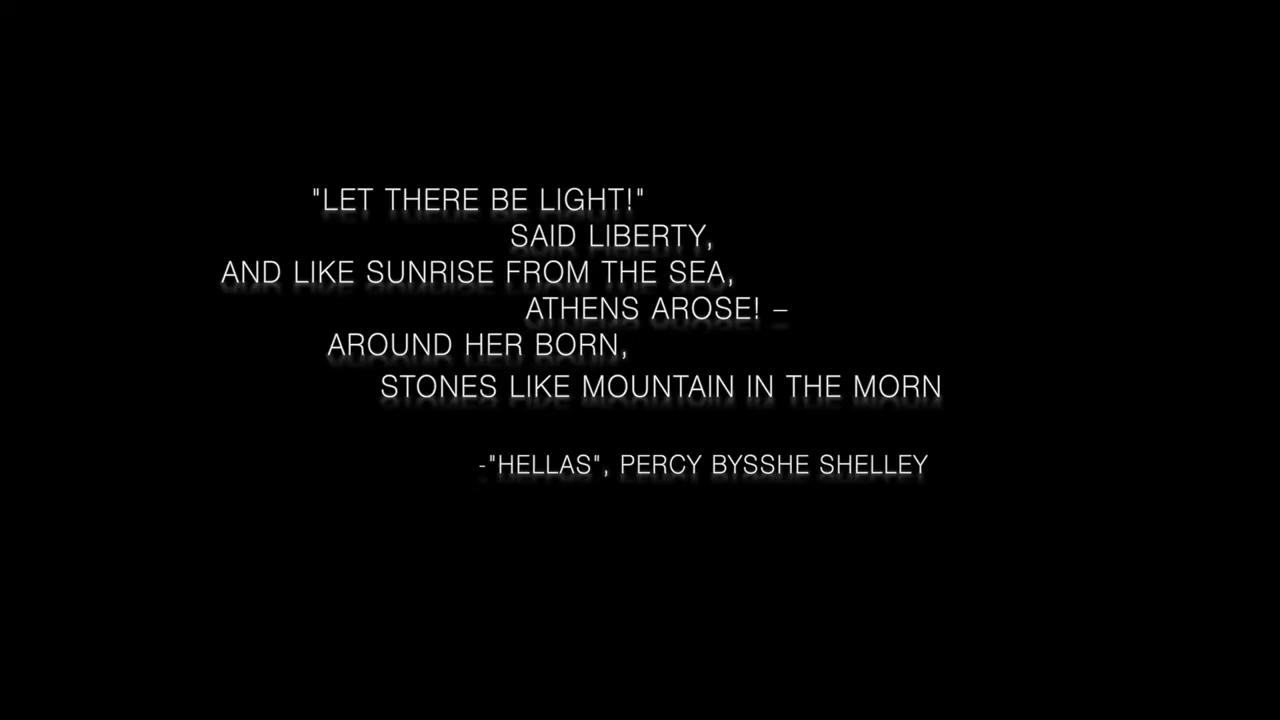 "LET THERE BE LIGHT!"
SAID LIBERTY,
AND LIKE SUNRISE FROM THE SEA,
ATHENS AROSE! –
AROUND HER BORN,
STONES LIKE MOUNTAIN IN THE MORN
-"HELLAS", PERCY BYSSHE SHELLEY